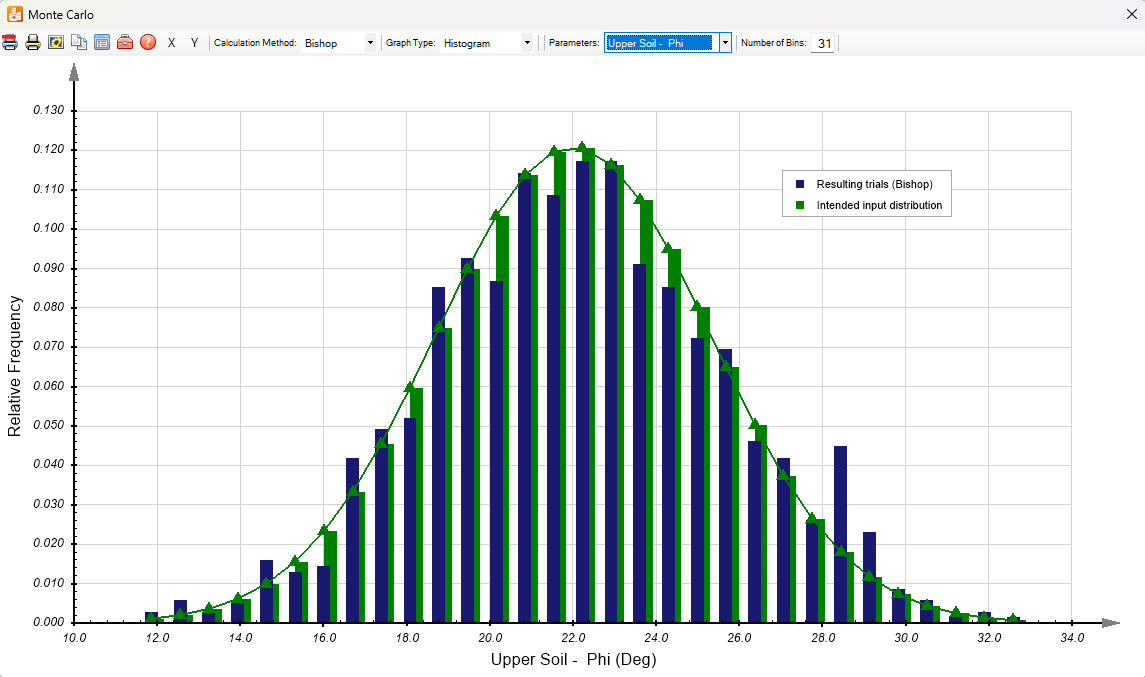 Monte Carlo
X Y Calculation Method: Bishop Graph Type: Histogram Parameters: Upper Soil - Phi Number of Bins: 31
Resulting trials (Bishop)
Intended input distribution
Relative Frequency
0.130
0.120
0.110
0.100
0.090
0.080
0.070
0.060
0.050
0.040
0.030
0.020
0.010
0.000
10.0 12.0 14.0 16.0 18.0 20.0 22.0 24.0 26.0 28.0 30.0 32.0 34.0
Upper Soil - Phi (Deg)